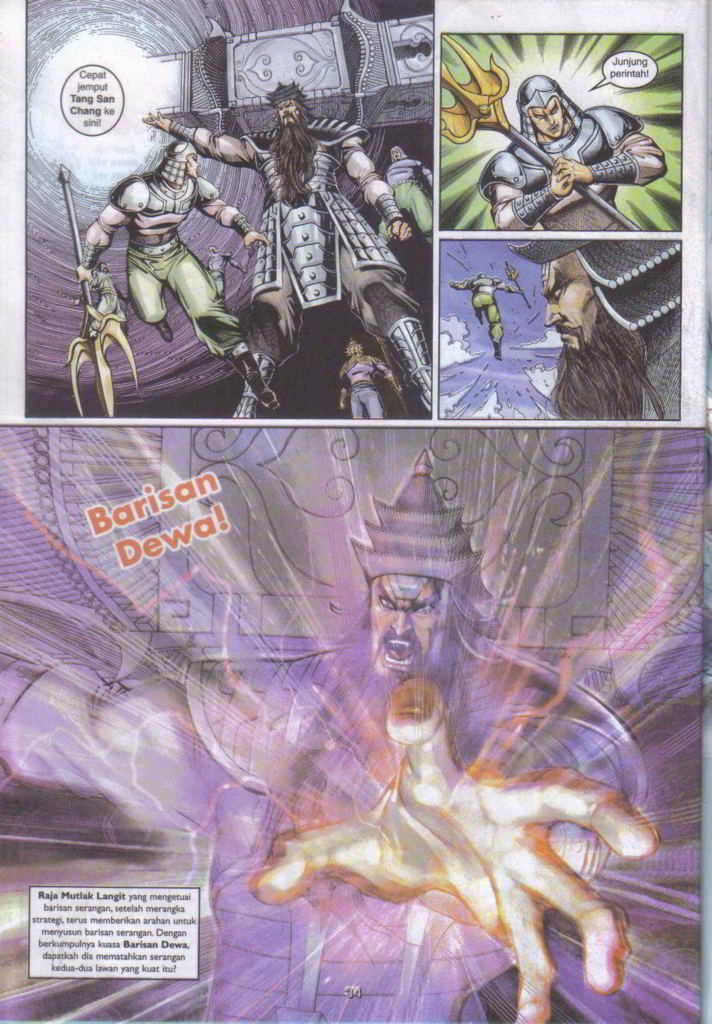 Cepat
jemput
Tang San
Chang ke
sini!
Junjung
perintah!
Barisan
Dewa!
Raja Mutlak Langit yang mengetuai
barisan serangan, setelah merangka
strategi, terus memberikan arahan untuk
menyusun barisan serangan. Dengan
berkumpulnya kuasa Barisan Dewa,
dapatkah dia mematahkan serangan
kedua-dua lawan yang kuat itu?
34